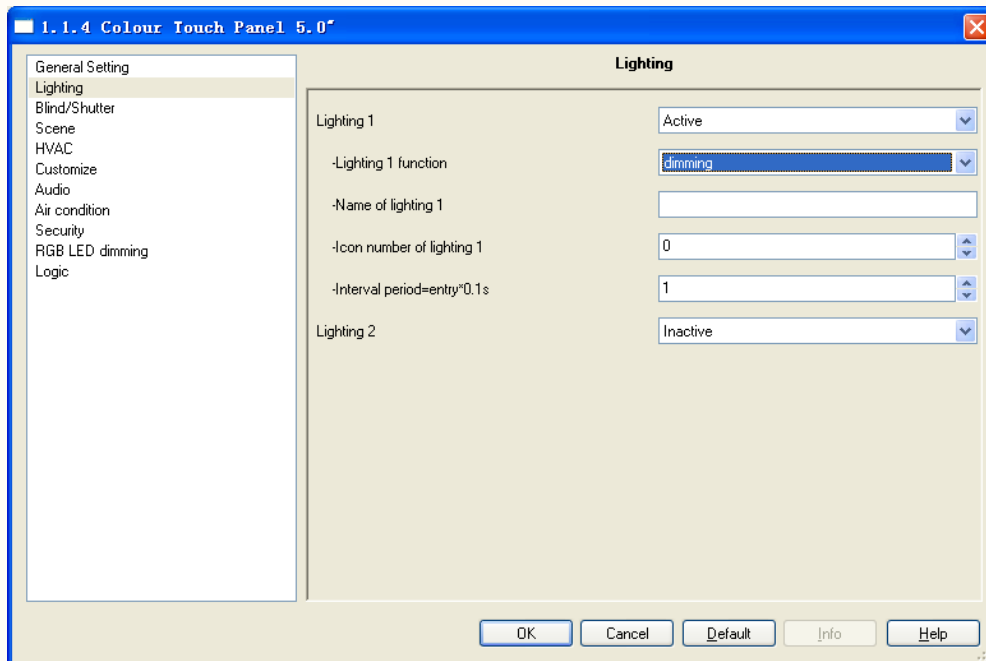 1.1.4 Colour Touch Panel 5.0"
General Setting
Lighting
Blind/Shutter
Scene
HVAC
Customize
Audio
Air condition
Security
RGB LED dimming
Logic
Lighting
Lighting 1 Active
-Lighting 1 function dimming
-Name of lighting 1
-Icon number of lighting 1 0
-Interval period=entry*0.1s 1
Lighting 2 Inactive
OK Cancel Default Info Help